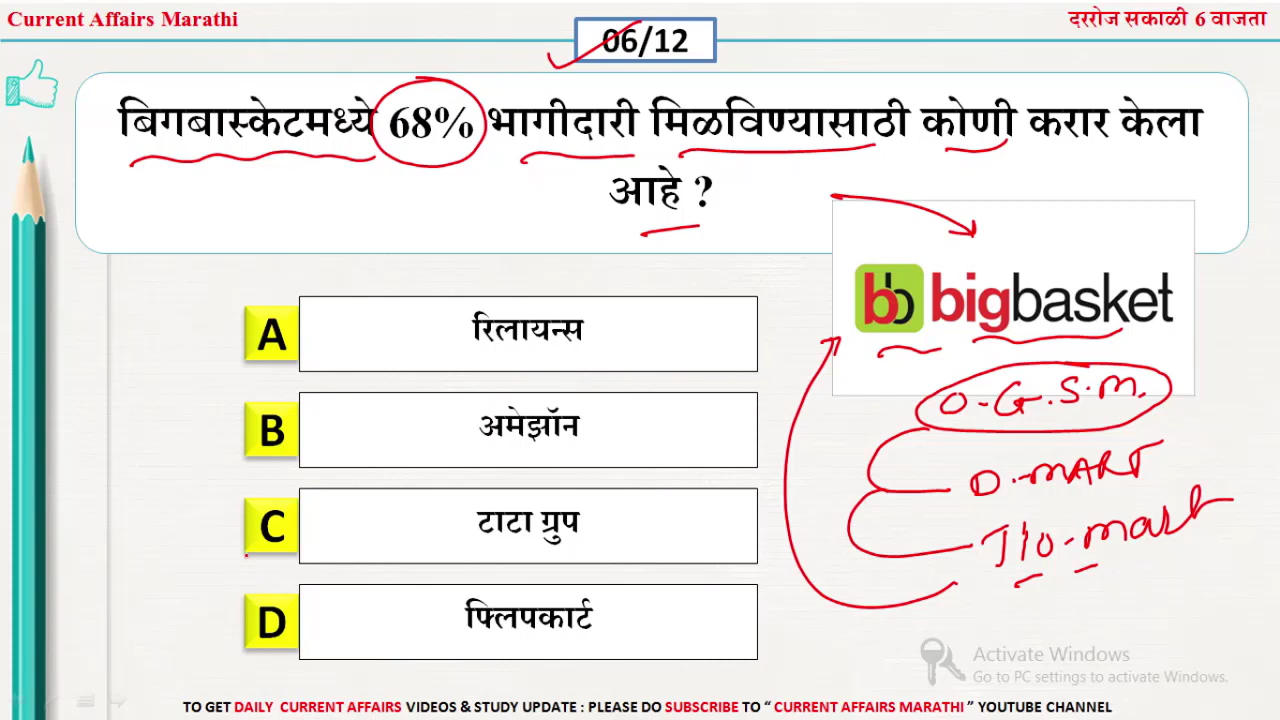 Current Affairs Marathi
दररोज सकाळी 6 वाजता
06/12
बिगबास्केटमध्ये 68% भागीदारी मिळविण्यासाठी कोणी करार केला
आहे ?
bb bigbasket
A रिलायन्स
B अमेझॉन
C टाटा ग्रुप
D फ्लिपकार्ट
O-G.S.M.
D-MART
JIO-mart
Activate Windows
Go to PC settings to activate Windows.
TO GET DAILY CURRENT AFFAIRS VIDEOS & STUDY UPDATE : PLEASE DO SUBSCRIBE TO “ CURRENT AFFAIRS MARATHI ” YOUTUBE CHANNEL